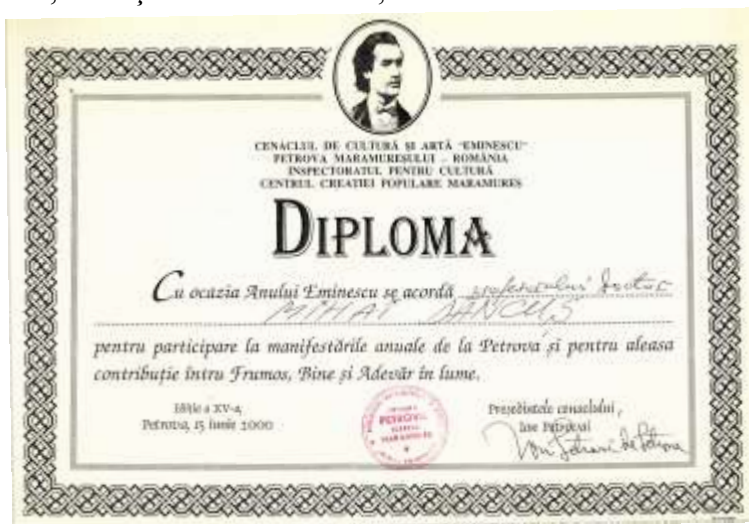 CENACLUL DE CULTURĂ ȘI ARTĂ "EMINESCU"
PETROVA MARAMUREȘULUI - ROMÂNIA
INSPECTORATUL PENTRU CULTURĂ
CENTRUL CREAȚIEI POPULARE MARAMUREȘ
DIPLOMA
Cu ocazia Anului Eminescu se acordă profesorului doctor
MIHAI DĂNCUȘ
pentru participare la manifestările anuale de la Petrova și pentru aleasa
contribuție întru Frumos, Bine și Adevăr în lume.
Ediție a XV-a,
Petrova, 15 iunie 2000
PETROVA
MARAMUREȘ
Președintele cenaclului,
Ion Petrovai